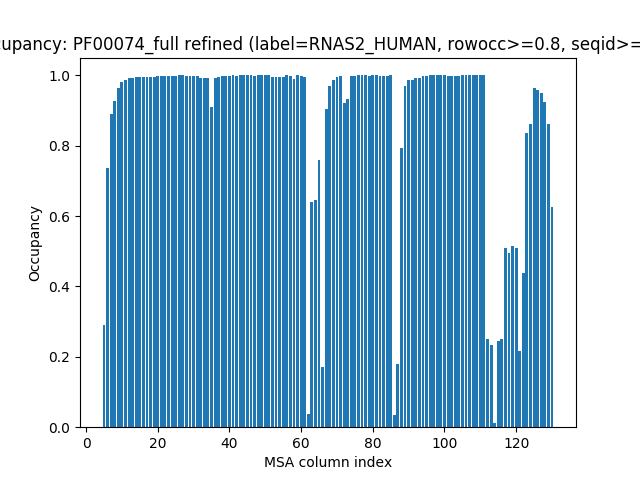 cupancy: PF00074_full refined (label=RNAS2_HUMAN, rowocc>=0.8, seqid>=
1.0
0.8
0.6
0.4
0.2
0.0
Occupancy
0 20 40 60 80 100 120
MSA column index